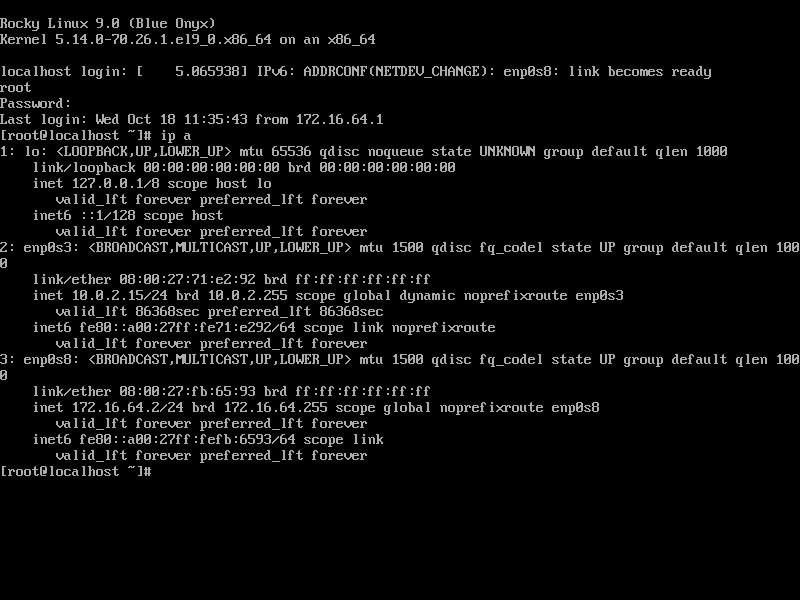 Rocky Linux 9.0 (Blue Onyx)
Kernel 5.14.0-70.26.1.el9_0.x86_64 on an x86_64
localhost login: [    5.065938] IPv6: ADDRCONF(NETDEV_CHANGE): enp0s8: link becomes ready
root
Password:
Last login: Wed Oct 18 11:35:43 from 172.16.64.1
[root@localhost ~]# ip a
1: lo: <LOOPBACK,UP,LOWER_UP> mtu 65536 qdisc noqueue state UNKNOWN group default qlen 1000
    link/loopback 00:00:00:00:00:00 brd 00:00:00:00:00:00
    inet 127.0.0.1/8 scope host lo
       valid_lft forever preferred_lft forever
    inet6 ::1/128 scope host
       valid_lft forever preferred_lft forever
2: enp0s3: <BROADCAST,MULTICAST,UP,LOWER_UP> mtu 1500 qdisc fq_codel state UP group default qlen 100
0
    link/ether 08:00:27:71:e2:92 brd ff:ff:ff:ff:ff:ff
    inet 10.0.2.15/24 brd 10.0.2.255 scope global dynamic noprefixroute enp0s3
       valid_lft 86368sec preferred_lft 86368sec
    inet6 fe80::a00:27ff:fe71:e292/64 scope link noprefixroute
       valid_lft forever preferred_lft forever
3: enp0s8: <BROADCAST,MULTICAST,UP,LOWER_UP> mtu 1500 qdisc fq_codel state UP group default qlen 100
0
    link/ether 08:00:27:fb:65:93 brd ff:ff:ff:ff:ff:ff
    inet 172.16.64.2/24 brd 172.16.64.255 scope global noprefixroute enp0s8
       valid_lft forever preferred_lft forever
    inet6 fe80::a00:27ff:fefb:6593/64 scope link
       valid_lft forever preferred_lft forever
[root@localhost ~]#